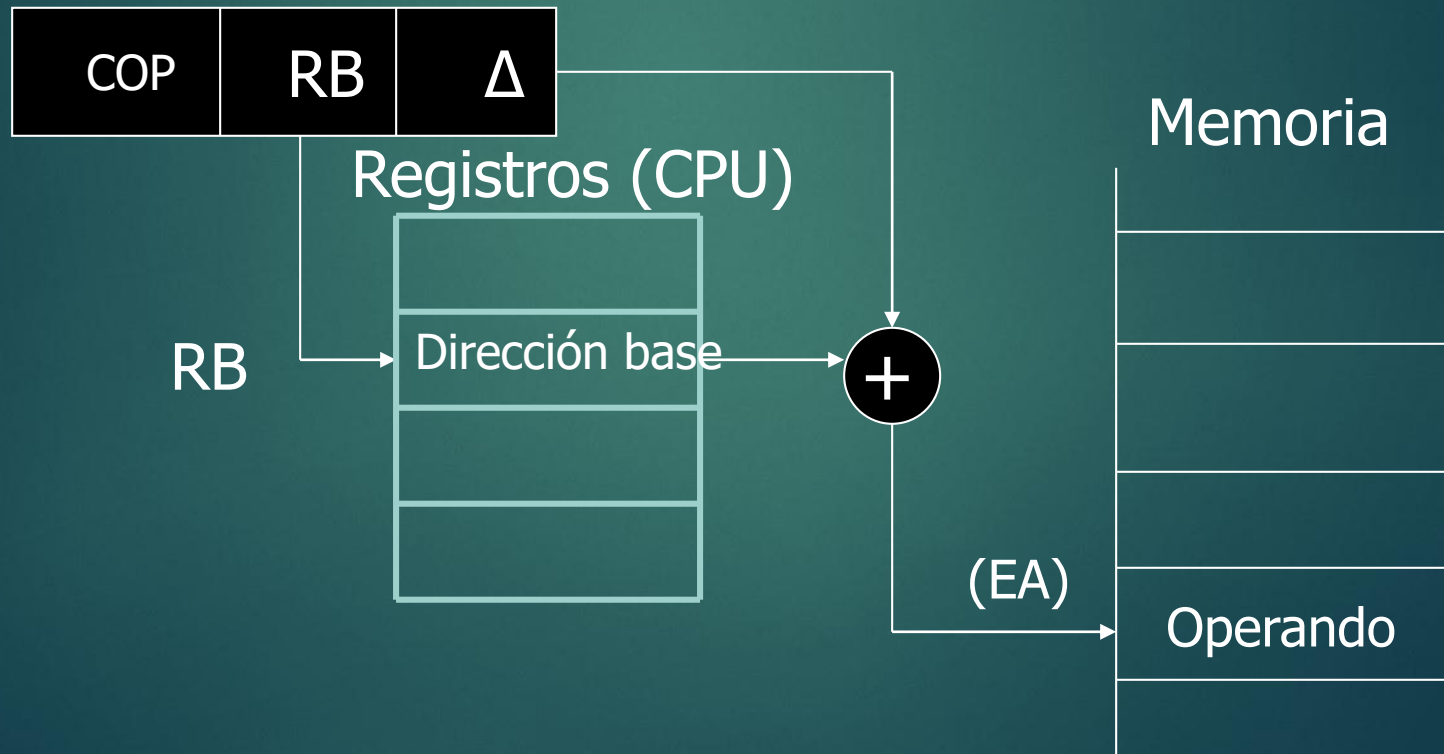 COP RB Δ
Memoria
Registros (CPU)
RB
Dirección base
+
(EA)
Operando